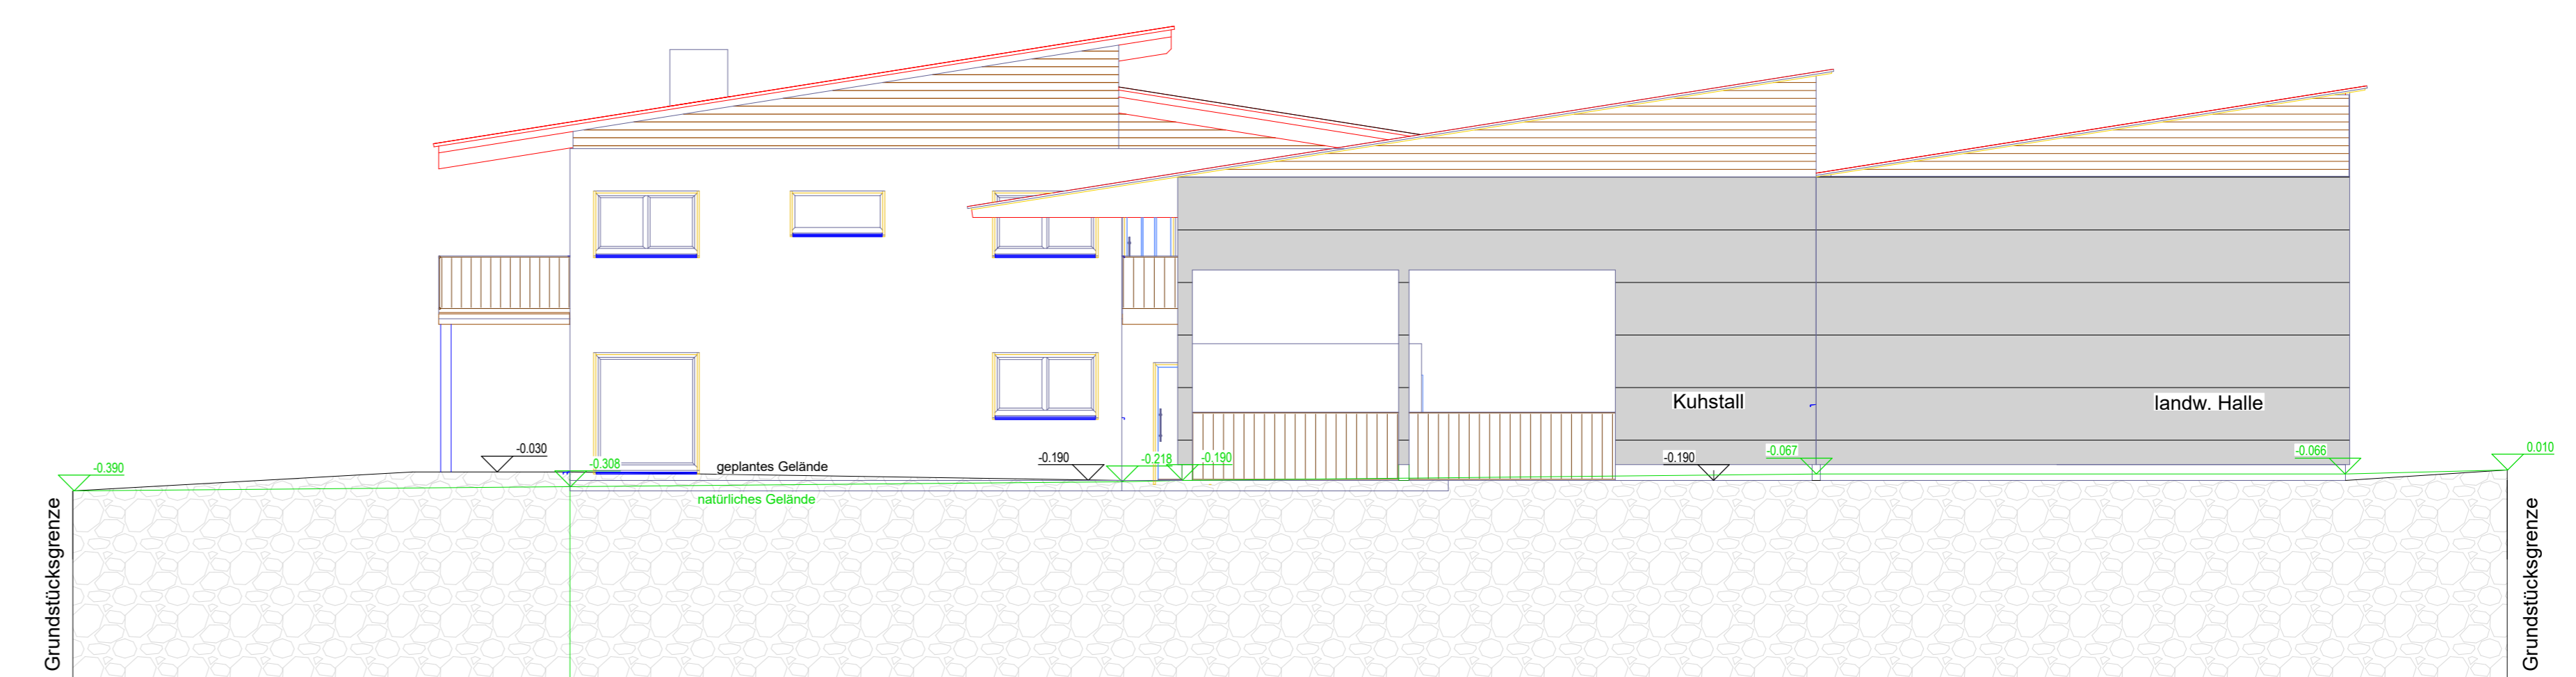 Kuhstall
landw. Halle
-0.030
-0.390
-0.308
geplantes Gelände
-0.190
-0.218
-0.190
-0.190
-0.067
-0.066
0.010
natürliches Gelände
Grundstücksgrenze
Grundstücksgrenze